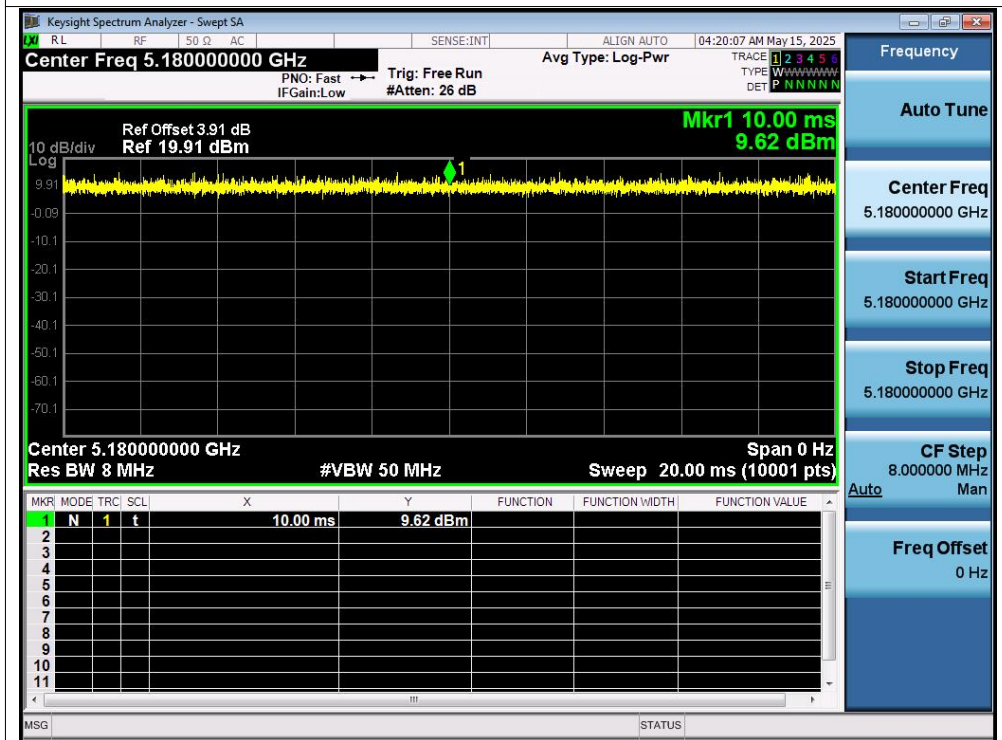 Keysight Spectrum Analyzer - Swept SA
LXI RL RF 50 Ω AC SENSE:INT ALIGN AUTO 04:20:07 AM May 15, 2025
Center Freq 5.180000000 GHz
PNO: Fast
IFGain:Low
Trig: Free Run
#Atten: 26 dB
Avg Type: Log-Pwr
TRACE 1 2 3 4 5 6
TYPE WWWWWW
DET P N N N N N
Mkr1 10.00 ms
9.62 dBm
Ref Offset 3.91 dB
10 dB/div Ref 19.91 dBm
Log
1
9.91
-0.09
-10.1
-20.1
-30.1
-40.1
-50.1
-60.1
-70.1
Center 5.180000000 GHz Span 0 Hz
Res BW 8 MHz #VBW 50 MHz Sweep 20.00 ms (10001 pts)
MKR MODE TRC SCL X Y FUNCTION FUNCTION WIDTH FUNCTION VALUE
1 N 1 t 10.00 ms 9.62 dBm
2
3
4
5
6
7
8
9
10
11
MSG STATUS
Frequency
Auto Tune
Center Freq
5.180000000 GHz
Start Freq
5.180000000 GHz
Stop Freq
5.180000000 GHz
CF Step
8.000000 MHz
Auto Man
Freq Offset
0 Hz